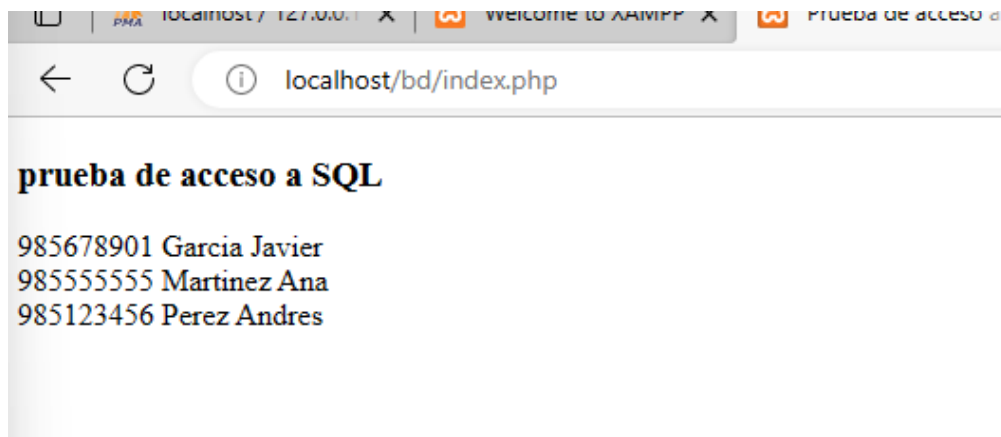 PMA localhost / 127.0.0.1 Welcome to XAMPP Prueba de acceso a
localhost/bd/index.php
prueba de acceso a SQL
985678901 Garcia Javier
985555555 Martinez Ana
985123456 Perez Andres